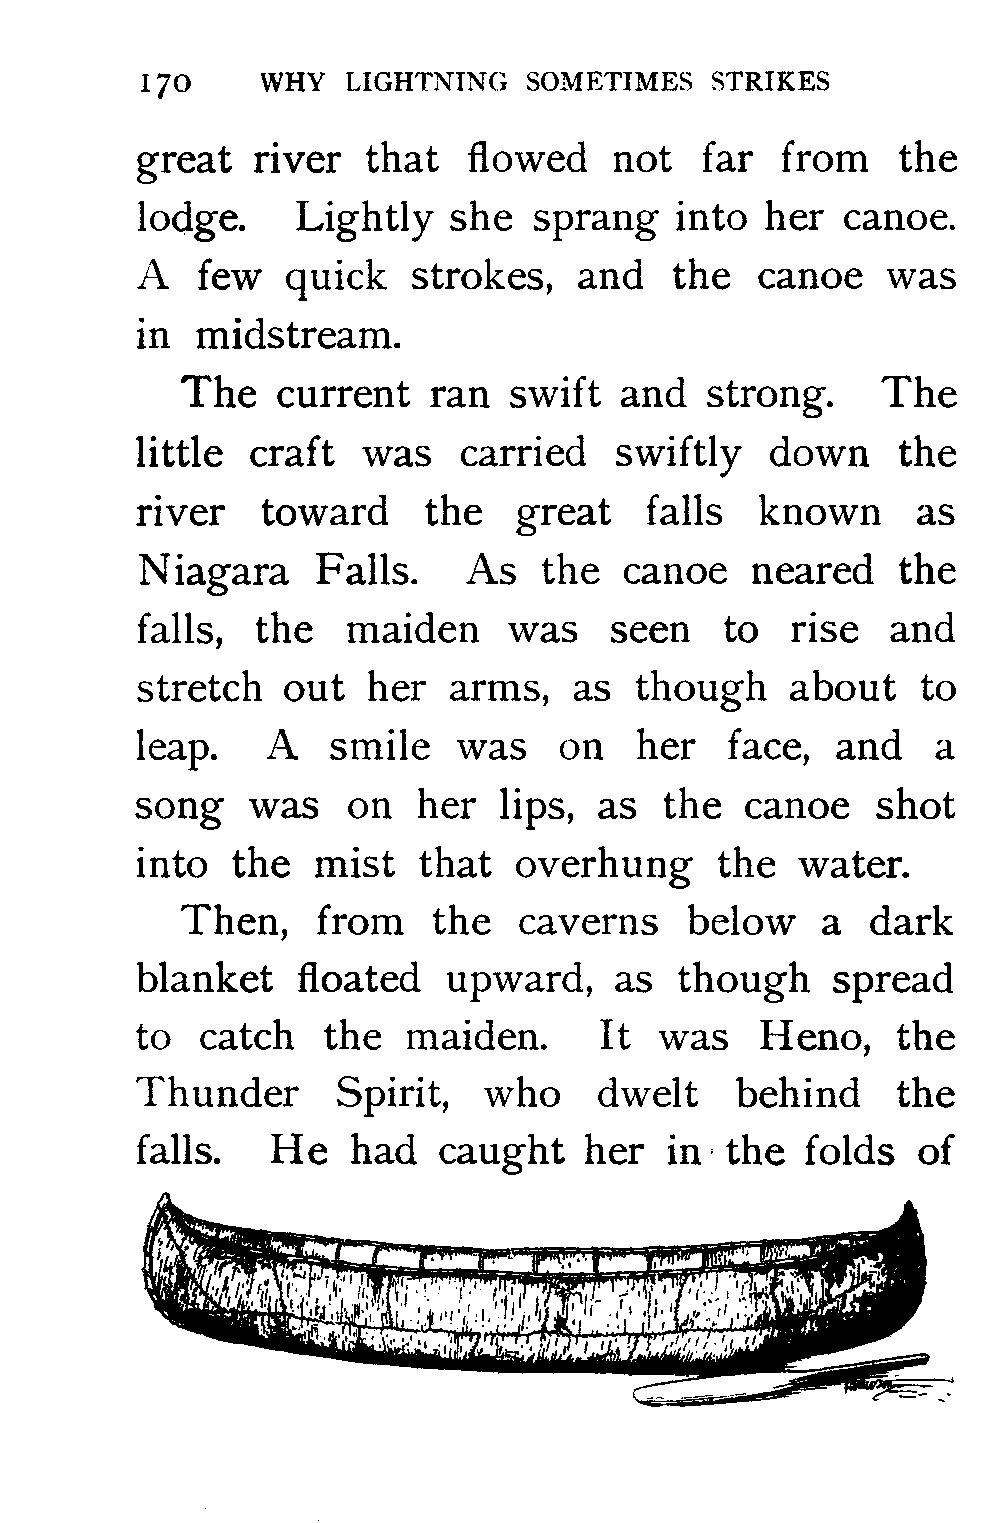 170 WHY LIGHTNING SOMETIMES STRIKES
great river that flowed not far from the
lodge. Lightly she sprang into her canoe.
A few quick strokes, and the canoe was
in midstream.
The current ran swift and strong. The
little craft was carried swiftly down the
river toward the great falls known as
Niagara Falls. As the canoe neared the
falls, the maiden was seen to rise and
stretch out her arms, as though about to
leap. A smile was on her face, and a
song was on her lips, as the canoe shot
into the mist that overhung the water.
Then, from the caverns below a dark
blanket floated upward, as though spread
to catch the maiden. It was Heno, the
Thunder Spirit, who dwelt behind the
falls. He had caught her in the folds of